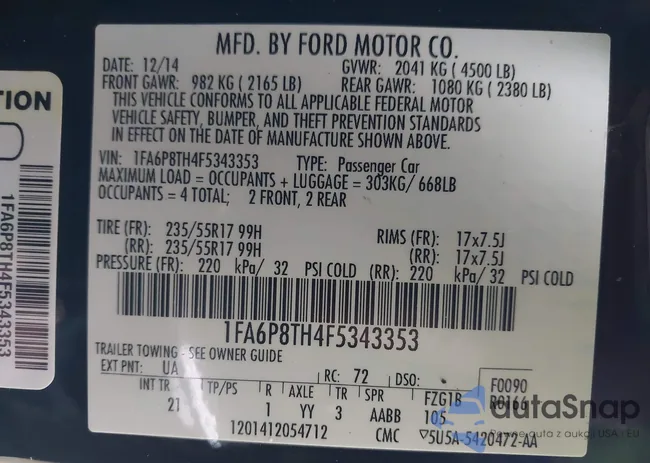 MFD. BY FORD MOTOR CO.
DATE: 12/14 GVWR: 2041 KG ( 4500 LB)
FRONT GAWR: 982 KG ( 2165 LB) REAR GAWR: 1080 KG ( 2380 LB)
THIS VEHICLE CONFORMS TO ALL APPLICABLE FEDERAL MOTOR
VEHICLE SAFETY, BUMPER, AND THEFT PREVENTION STANDARDS
IN EFFECT ON THE DATE OF MANUFACTURE SHOWN ABOVE.
VIN: 1FA6P8TH4F5343353 TYPE: Passenger Car
MAXIMUM LOAD = OCCUPANTS + LUGGAGE = 303KG/ 668LB
OCCUPANTS = 4 TOTAL; 2 FRONT, 2 REAR
TIRE (FR): 235/55R17 99H RIMS (FR): 17x7.5J
(RR): 235/55R17 99H (RR): 17x7.5J
PRESSURE (FR): 220 kPa/ 32 PSI COLD (RR): 220 kPa/ 32 PSI COLD
1FA6P8TH4F5343353
TRAILER TOWING - SEE OWNER GUIDE
EXT PNT: UA RC: 72 DSO: F0090
INT TR TP/PS R AXLE TR SPR FZG1B R0166
21 1 YY 3 AABB 105
1201412054712 CMC ▽5U5A-5420472-AA
TION
1FA6P8TH4F5343353
autoSnap
Pewne auta z aukcji USA